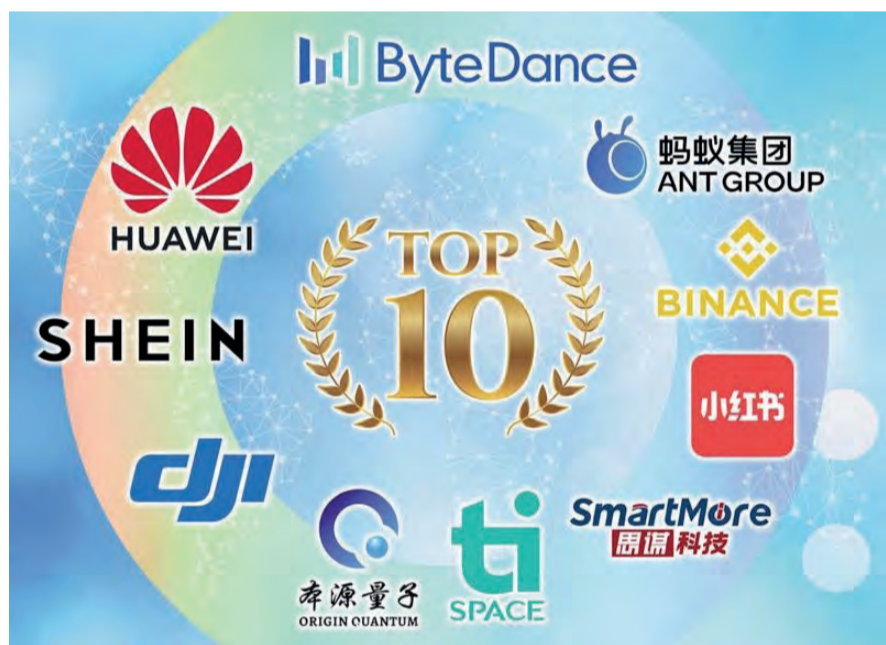 ByteDance
HUAWEI
蚂蚁集团
ANT GROUP
TOP
10
BINANCE
SHEIN
小红书
dji
SmartMore
思谋科技
本源量子
ORIGIN QUANTUM
ti
SPACE